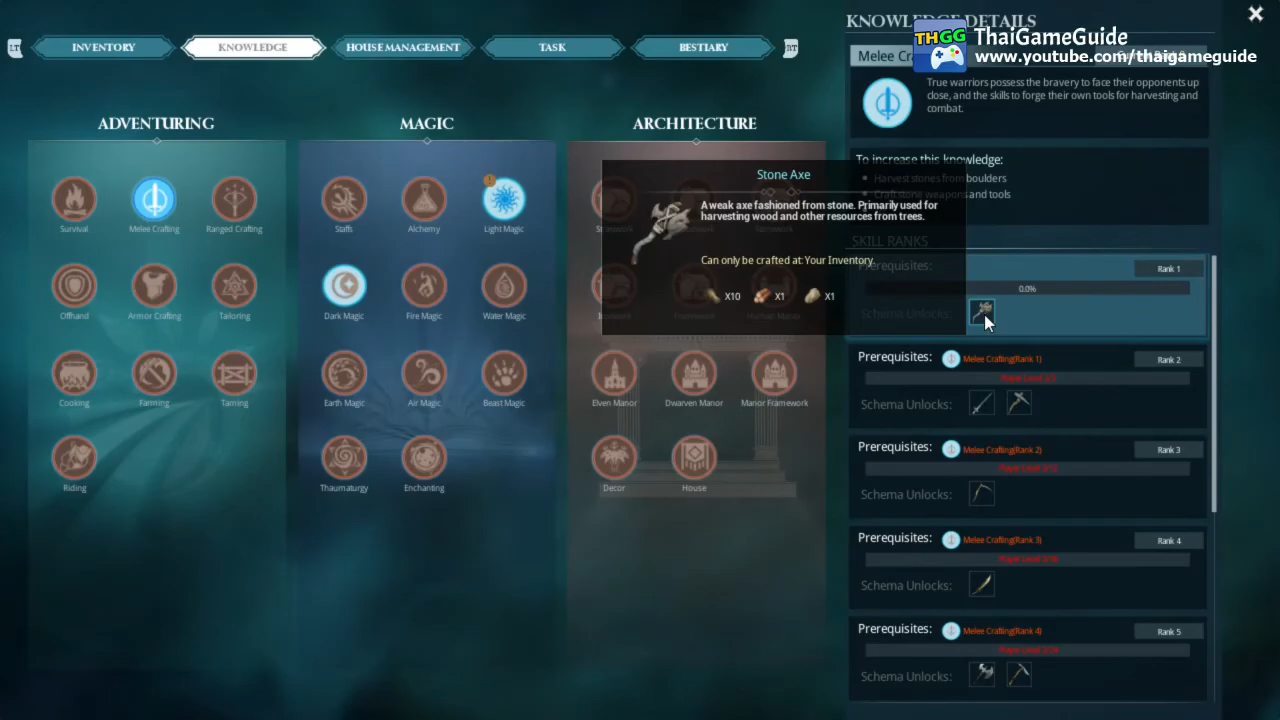 LT
INVENTORY
KNOWLEDGE
HOUSE MANAGEMENT
TASK
BESTIARY
RT
ADVENTURING
Survival
Melee Crafting
Ranged Crafting
Offhand
Armor Crafting
Tailoring
Cooking
Farming
Taming
Riding
MAGIC
Staffs
Alchemy
Light Magic
Dark Magic
Fire Magic
Water Magic
Earth Magic
Air Magic
Beast Magic
Thaumaturgy
Enchanting
ARCHITECTURE
Elven Manor
Dwarven Manor
Manor Framework
Decor
House
Stone Axe
A weak axe fashioned from stone. Primarily used for
harvesting wood and other resources from trees.
Can only be crafted at: Your Inventory.
X10
X1
X1
KNOWLEDGE DETAILS
THGG
ThaiGameGuide
www.youtube.com/thaigameguide
Melee Cr
True warriors possess the bravery to face their opponents up
close, and the skills to forge their own tools for harvesting and
combat.
To increase this knowledge:
Harvest stones from boulders
Craft stone weapons and tools
SKILL RANKS
Prerequisites:
Rank 1
0.0%
Schema Unlocks:
Prerequisites:
Melee Crafting(Rank 1)
Rank 2
Schema Unlocks:
Prerequisites:
Melee Crafting(Rank 2)
Rank 3
Schema Unlocks:
Prerequisites:
Melee Crafting(Rank 3)
Rank 4
Schema Unlocks:
Prerequisites:
Melee Crafting(Rank 4)
Rank 5
Schema Unlocks: